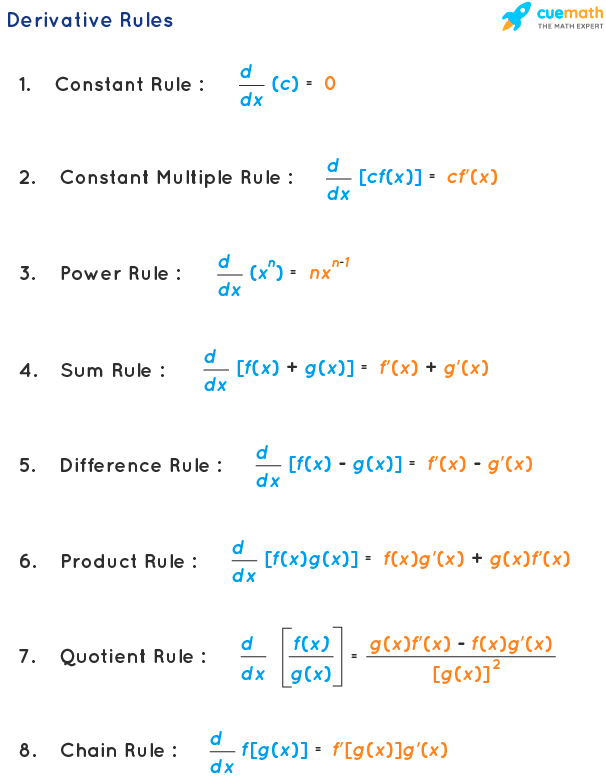 Derivative Rules
cuemath
THE MATH EXPERT
1. Constant Rule : d/dx (c) = 0
2. Constant Multiple Rule : d/dx [cf(x)] = cf'(x)
3. Power Rule : d/dx (xⁿ) = nxⁿ⁻¹
4. Sum Rule : d/dx [f(x) + g(x)] = f'(x) + g'(x)
5. Difference Rule : d/dx [f(x) - g(x)] = f'(x) - g'(x)
6. Product Rule : d/dx [f(x)g(x)] = f(x)g'(x) + g(x)f'(x)
7. Quotient Rule : d/dx [f(x)/g(x)] = g(x)f'(x) - f(x)g'(x)/[g(x)]²
8. Chain Rule : d/dx f[g(x)] = f'[g(x)]g'(x)